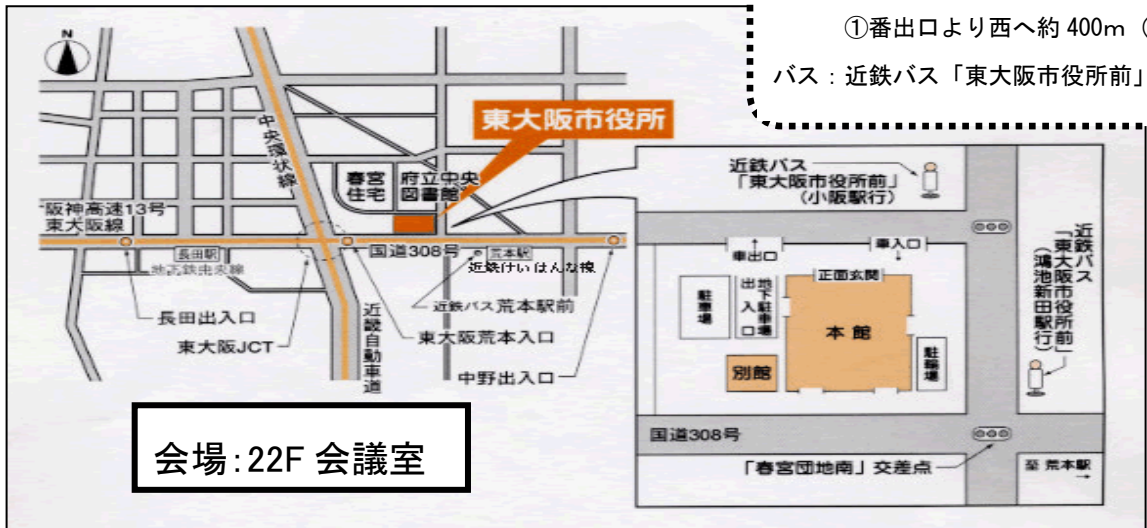 ①番出口より西へ約 400m（
バス：近鉄バス「東大阪市役所前」
N
中央環状線
東大阪市役所
春宮
住宅
府立中央
図書館
阪神高速13号
東大阪線
長田駅
地下鉄中央線
国道308号
荒本駅
近鉄けいはんな線
長田出入口
近鉄バス荒本駅前
東大阪JCT
近畿自動車道
東大阪荒本入口
中野出入口
会場:22F 会議室
近鉄バス
「東大阪市役所前」
(小阪駅行)
近鉄バス
「東大阪市役所前」
(鴻池新田駅行)
車出口
車入口
正面玄関
駐車場
地下駐車場
出入口
本館
別館
駐輪場
国道308号
「春宮団地南」交差点
至 荒本駅